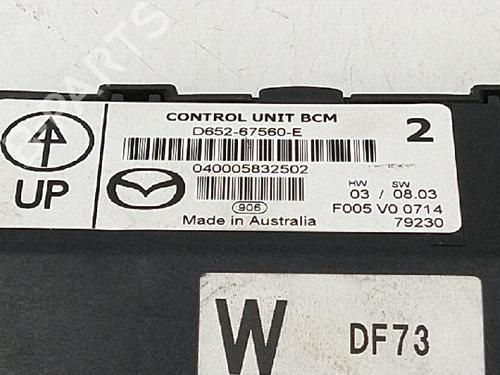 CONTROL UNIT BCM
D652-67560-E
2
040005832502
UP
HW SW
03 / 08.03
906
F005 V0 0714
Made in Australia
79230
W
DF73